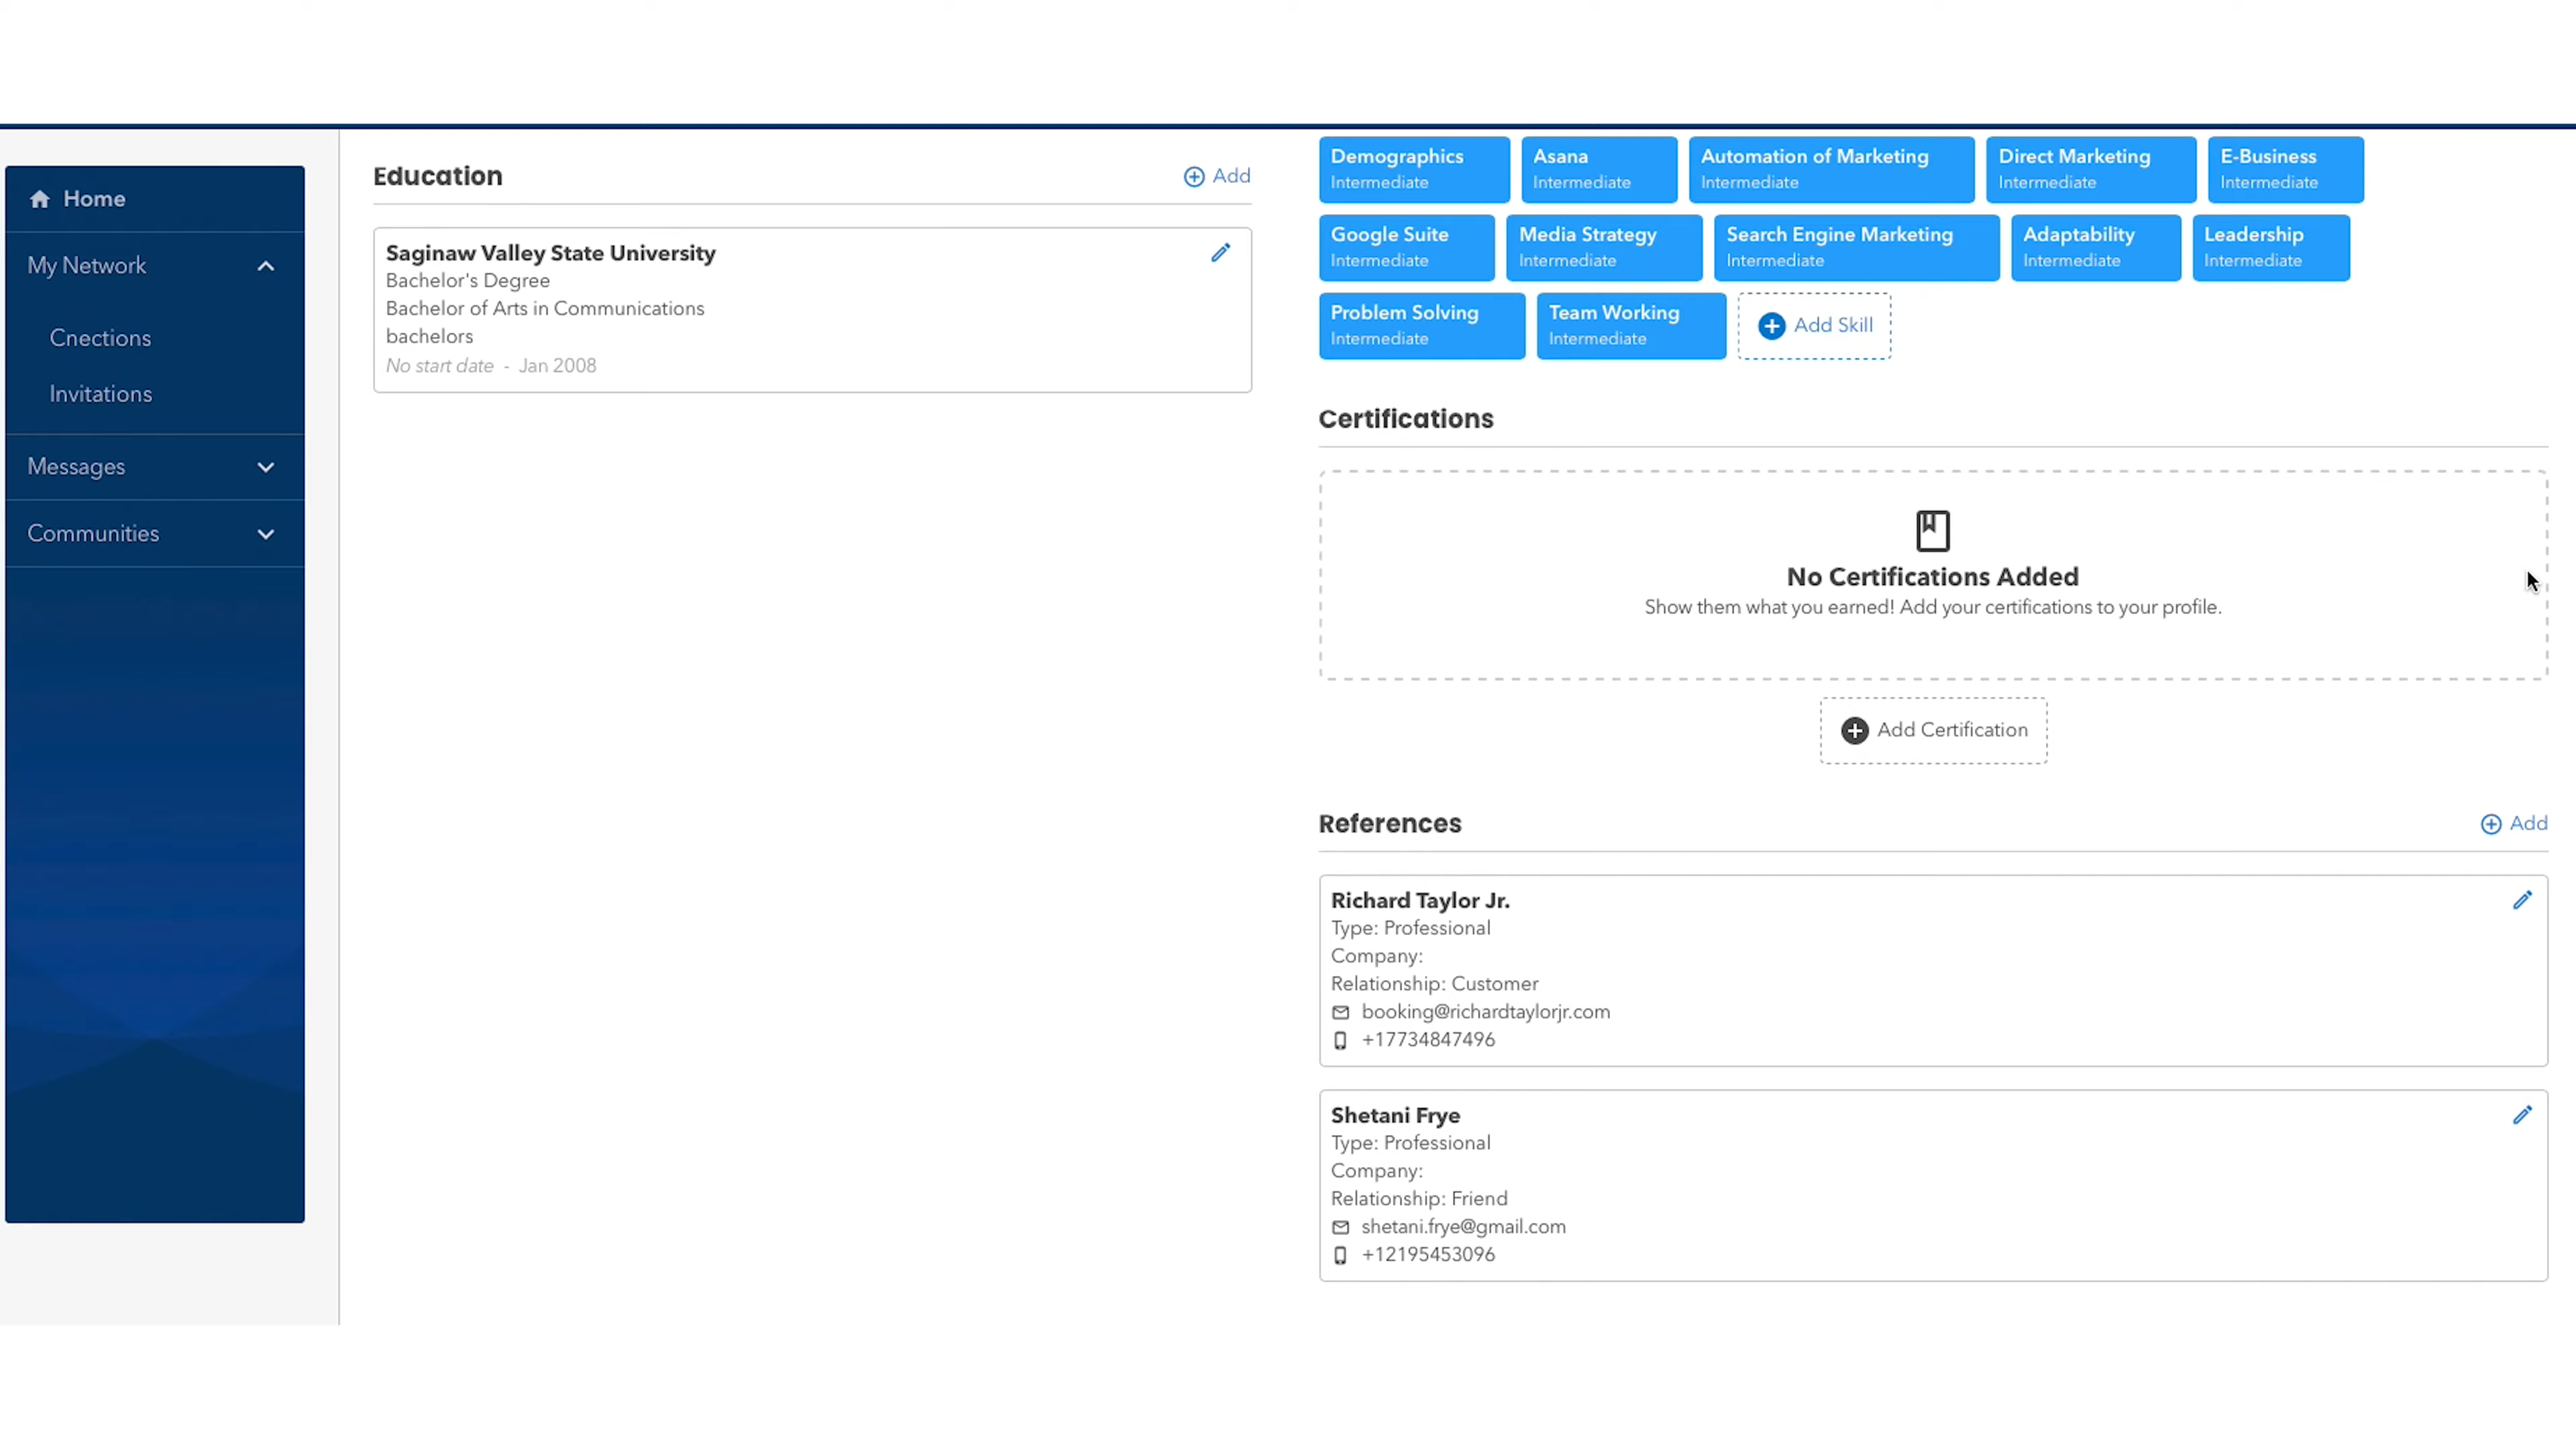 Home
My Network
Cnections
Invitations
Messages
Communities
Education
Add
Saginaw Valley State University
Bachelor's Degree
Bachelor of Arts in Communications
bachelors
No start date - Jan 2008
Demographics
Intermediate
Asana
Intermediate
Automation of Marketing
Intermediate
Direct Marketing
Intermediate
E-Business
Intermediate
Google Suite
Intermediate
Media Strategy
Intermediate
Search Engine Marketing
Intermediate
Adaptability
Intermediate
Leadership
Intermediate
Problem Solving
Intermediate
Team Working
Intermediate
Add Skill
Certifications
No Certifications Added
Show them what you earned! Add your certifications to your profile.
Add Certification
References
Add
Richard Taylor Jr.
Type: Professional
Company:
Relationship: Customer
booking@richardtaylorjr.com
+17734847496
Shetani Frye
Type: Professional
Company:
Relationship: Friend
shetani.frye@gmail.com
+12195453096